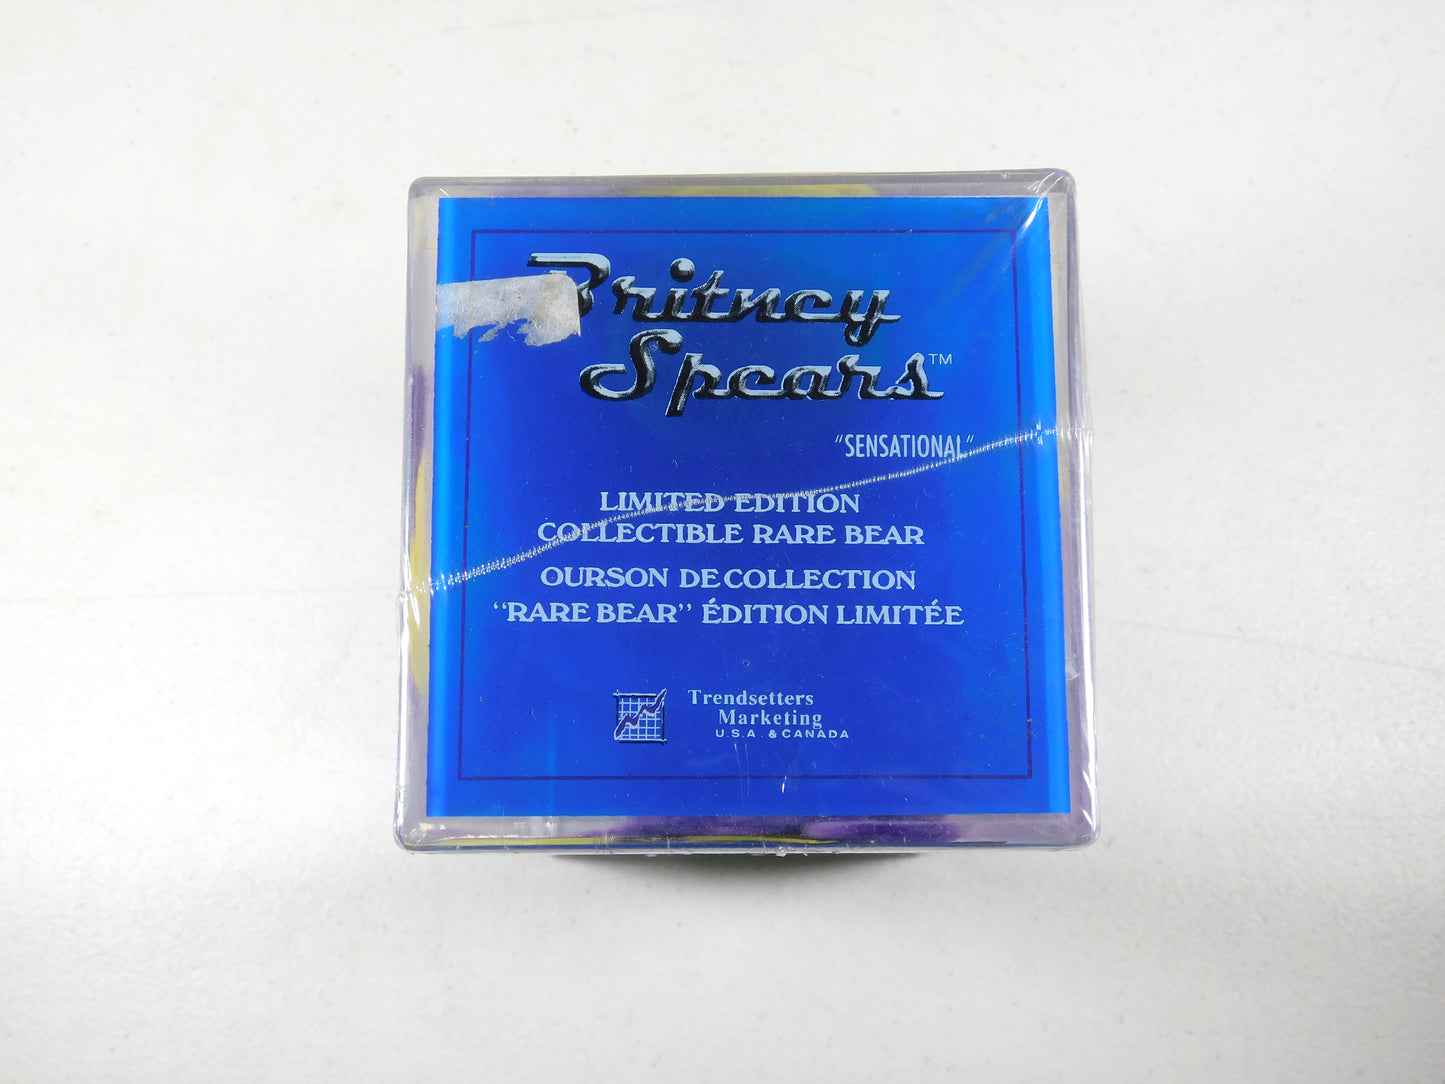 Britney
Spears™
"SENSATIONAL"
LIMITED EDITION
COLLECTIBLE RARE BEAR
OURSON DE COLLECTION
"RARE BEAR" ÉDITION LIMITÉE
Trendsetters
Marketing
U.S.A. & CANADA